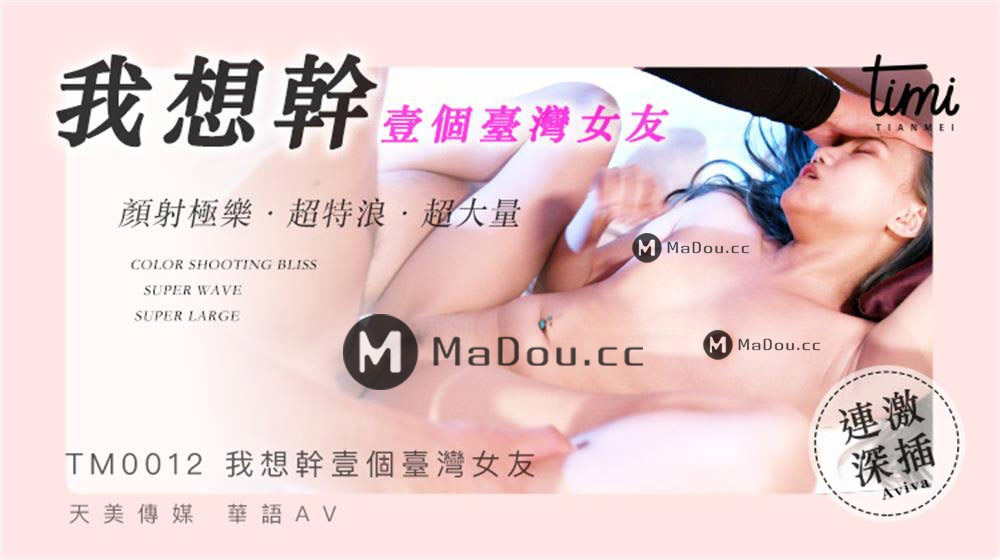 我想幹
壹個臺灣女友
timi
TIANMEI
顏射極樂·超特浪·超大量
COLOR SHOOTING BLISS
SUPER WAVE
SUPER LARGE
M MaDou.cc
M MaDou.cc
M MaDou.cc
連激
深插
Aviva
TM0012 我想幹壹個臺灣女友
天美傳媒 華語AV